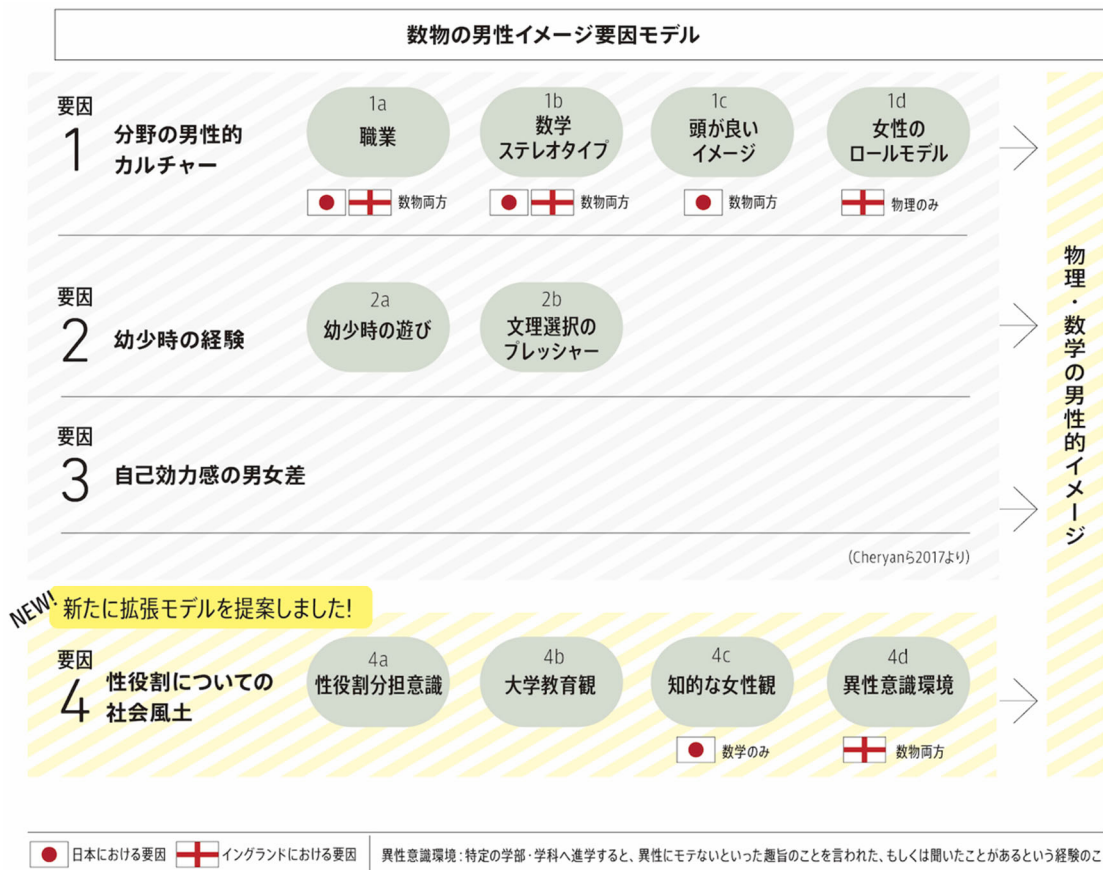 数物の男性イメージ要因モデル
要因
1
分野の男性的
カルチャー
1a
職業
数物両方
1b
数学
ステレオタイプ
数物両方
1c
頭が良い
イメージ
数物両方
1d
女性の
ロールモデル
物理のみ
要因
2
幼少時の経験
2a
幼少時の遊び
2b
文理選択の
プレッシャー
要因
3
自己効力感の男女差
(Cheryanら2017より)
NEW!
新たに拡張モデルを提案しました!
要因
4
性役割についての
社会風土
4a
性役割分担意識
4b
大学教育観
4c
知的な女性観
数学のみ
4d
異性意識環境
数物両方
物理・数学の男性的イメージ
日本における要因
イングランドにおける要因
異性意識環境:特定の学部・学科へ進学すると、異性にモテないといった趣旨のことを言われた、もしくは聞いたことがあるという経験のこ